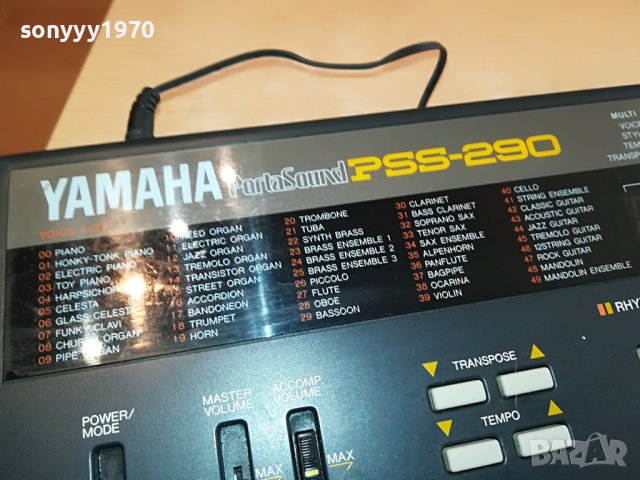 sonyyy1970
YAMAHA PortaSound PSS-290
MULTI
VOICE
STYL
TEM
TRANS
VOICE LIST
00 PIANO
01 HONKY-TONK PIANO
02 ELECTRIC PIANO
03 TOY PIANO
04 HARPSICHORD
05 CELESTA
06 GLASS CELESTA
07 FUNKY CLAVI
08 CHURCH ORGAN
09 PIPE ORGAN
REED ORGAN
11 ELECTRIC ORGAN
12 JAZZ ORGAN
13 TREMOLO ORGAN
14 TRANSISTOR ORGAN
15 STREET ORGAN
16 ACCORDION
17 BANDONEON
18 TRUMPET
19 HORN
20 TROMBONE
21 TUBA
22 SYNTH BRASS
23 BRASS ENSEMBLE 1
24 BRASS ENSEMBLE 2
25 BRASS ENSEMBLE 3
26 PICCOLO
27 FLUTE
28 OBOE
29 BASSOON
30 CLARINET
31 BASS CLARINET
32 SOPRANO SAX
33 TENOR SAX
34 SAX ENSEMBLE
35 ALPENHORN
36 PANFLUTE
37 BAGPIPE
38 OCARINA
39 VIOLIN
40 CELLO
41 STRING ENSEMBLE
42 CLASSIC GUITAR
43 ACOUSTIC GUITAR
44 JAZZ GUITAR
45 TREMOLO GUITAR
46 12STRING GUITAR
47 ROCK GUITAR
48 MANDOLIN
49 MANDOLIN ENSEMBLE
RHY
POWER/
MODE
MASTER
VOLUME
ACCOMP
VOLUME
MAX
MAX
TRANSPOSE
TEMPO
BAZAR